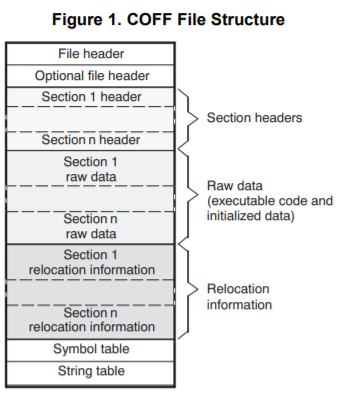 Figure 1. COFF File Structure
File header
Optional file header
Section 1 header
Section n header
Section headers
Section 1
raw data
Section n
raw data
Raw data
(executable code and
initialized data)
Section 1
relocation information
Section n
relocation information
Relocation
information
Symbol table
String table